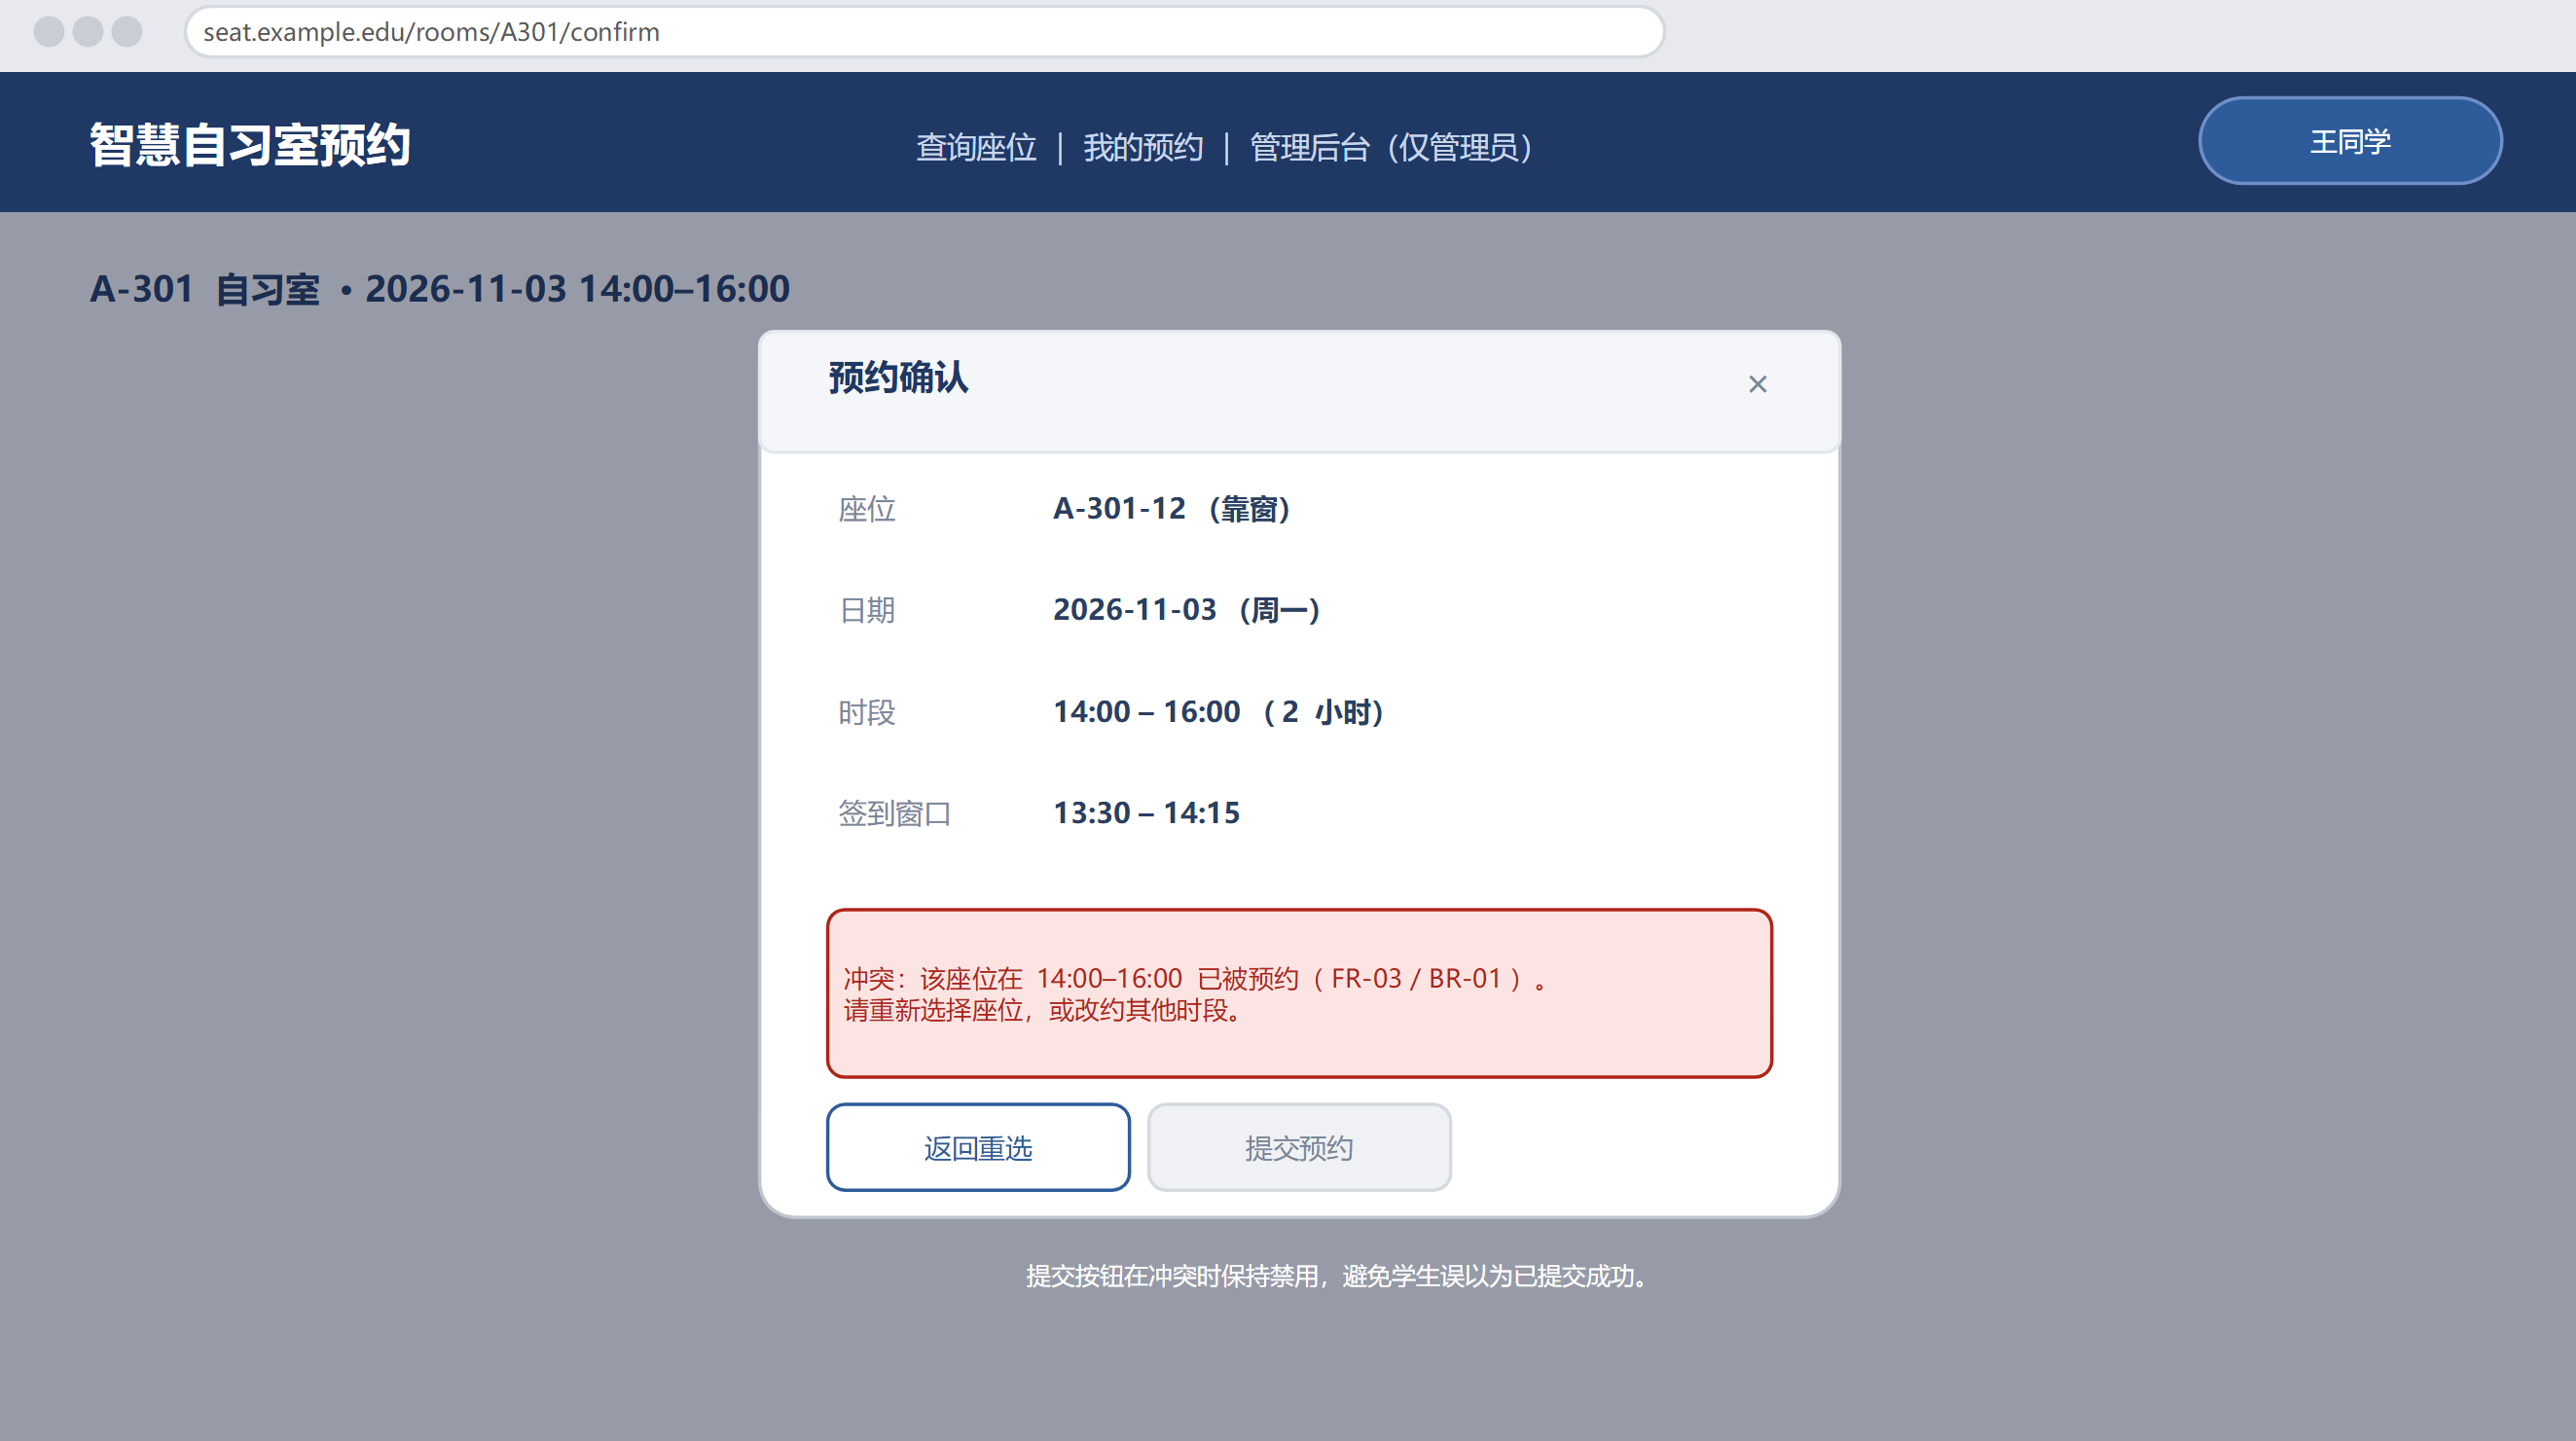 seat.example.edu/rooms/A301/confirm
智慧自习室预约
查询座位 | 我的预约 | 管理后台（仅管理员）
王同学
A-301 自习室 • 2026-11-03 14:00–16:00
预约确认
×
座位 A-301-12 （靠窗）
日期 2026-11-03 （周一）
时段 14:00 – 16:00 （ 2 小时）
签到窗口 13:30 – 14:15
冲突：该座位在 14:00–16:00 已被预约（ FR-03 / BR-01 ）。
请重新选择座位，或改约其他时段。
返回重选 提交预约
提交按钮在冲突时保持禁用，避免学生误以为已提交成功。